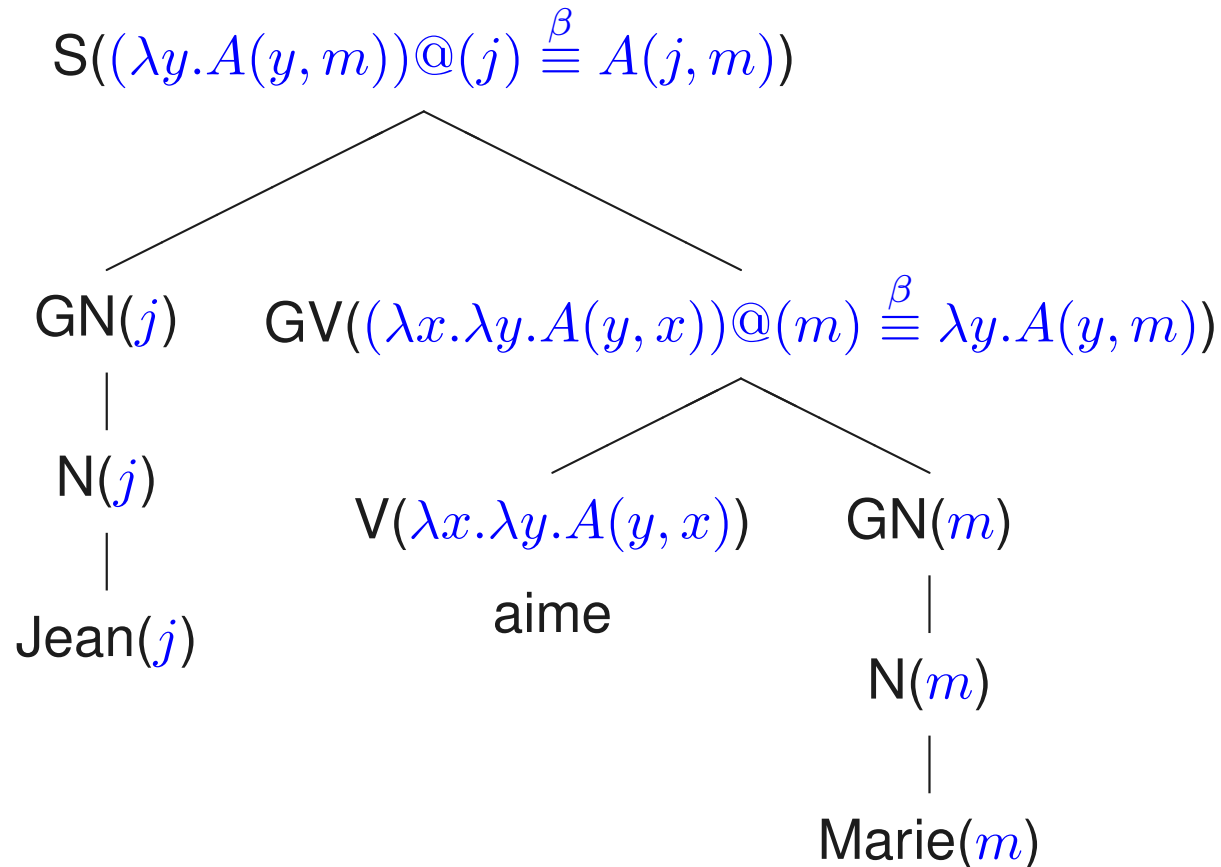 S((λy.A(y, m))@(j) β≡ A(j, m))
GN(j) GV((λx.λy.A(y, x))@(m) β≡ λy.A(y, m))
N(j) V(λx.λy.A(y, x)) GN(m)
aime
Jean(j)
N(m)
Marie(m)